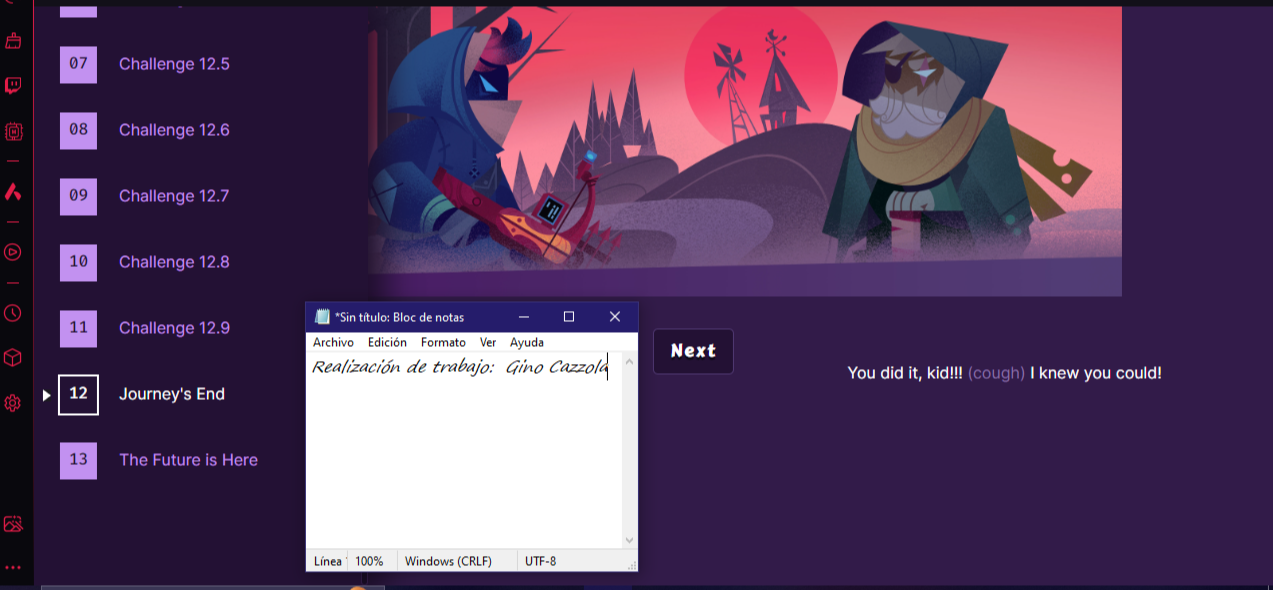 07 Challenge 12.5
08 Challenge 12.6
09 Challenge 12.7
10 Challenge 12.8
11 Challenge 12.9
12 Journey's End
13 The Future is Here
*Sin título: Bloc de notas
Archivo Edición Formato Ver Ayuda
Realización de trabajo: Gino Cazzola
Línea 100% Windows (CRLF) UTF-8
Next
You did it, kid!!! (cough) I knew you could!